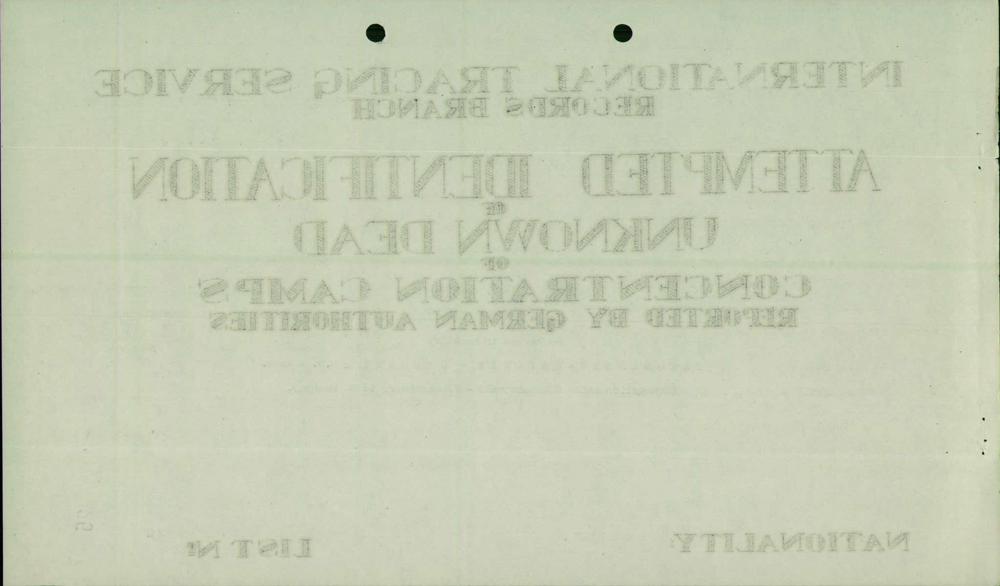 INTERNATIONAL TRACING SERVICE
RECORDS BRANCH
ATTEMPTED IDENTIFICATION
OF
UNKNOWN DEAD
OF
CONCENTRATION CAMPS
REPORTED BY GERMAN AUTHORITIES
NATIONALITY
LIST Nº